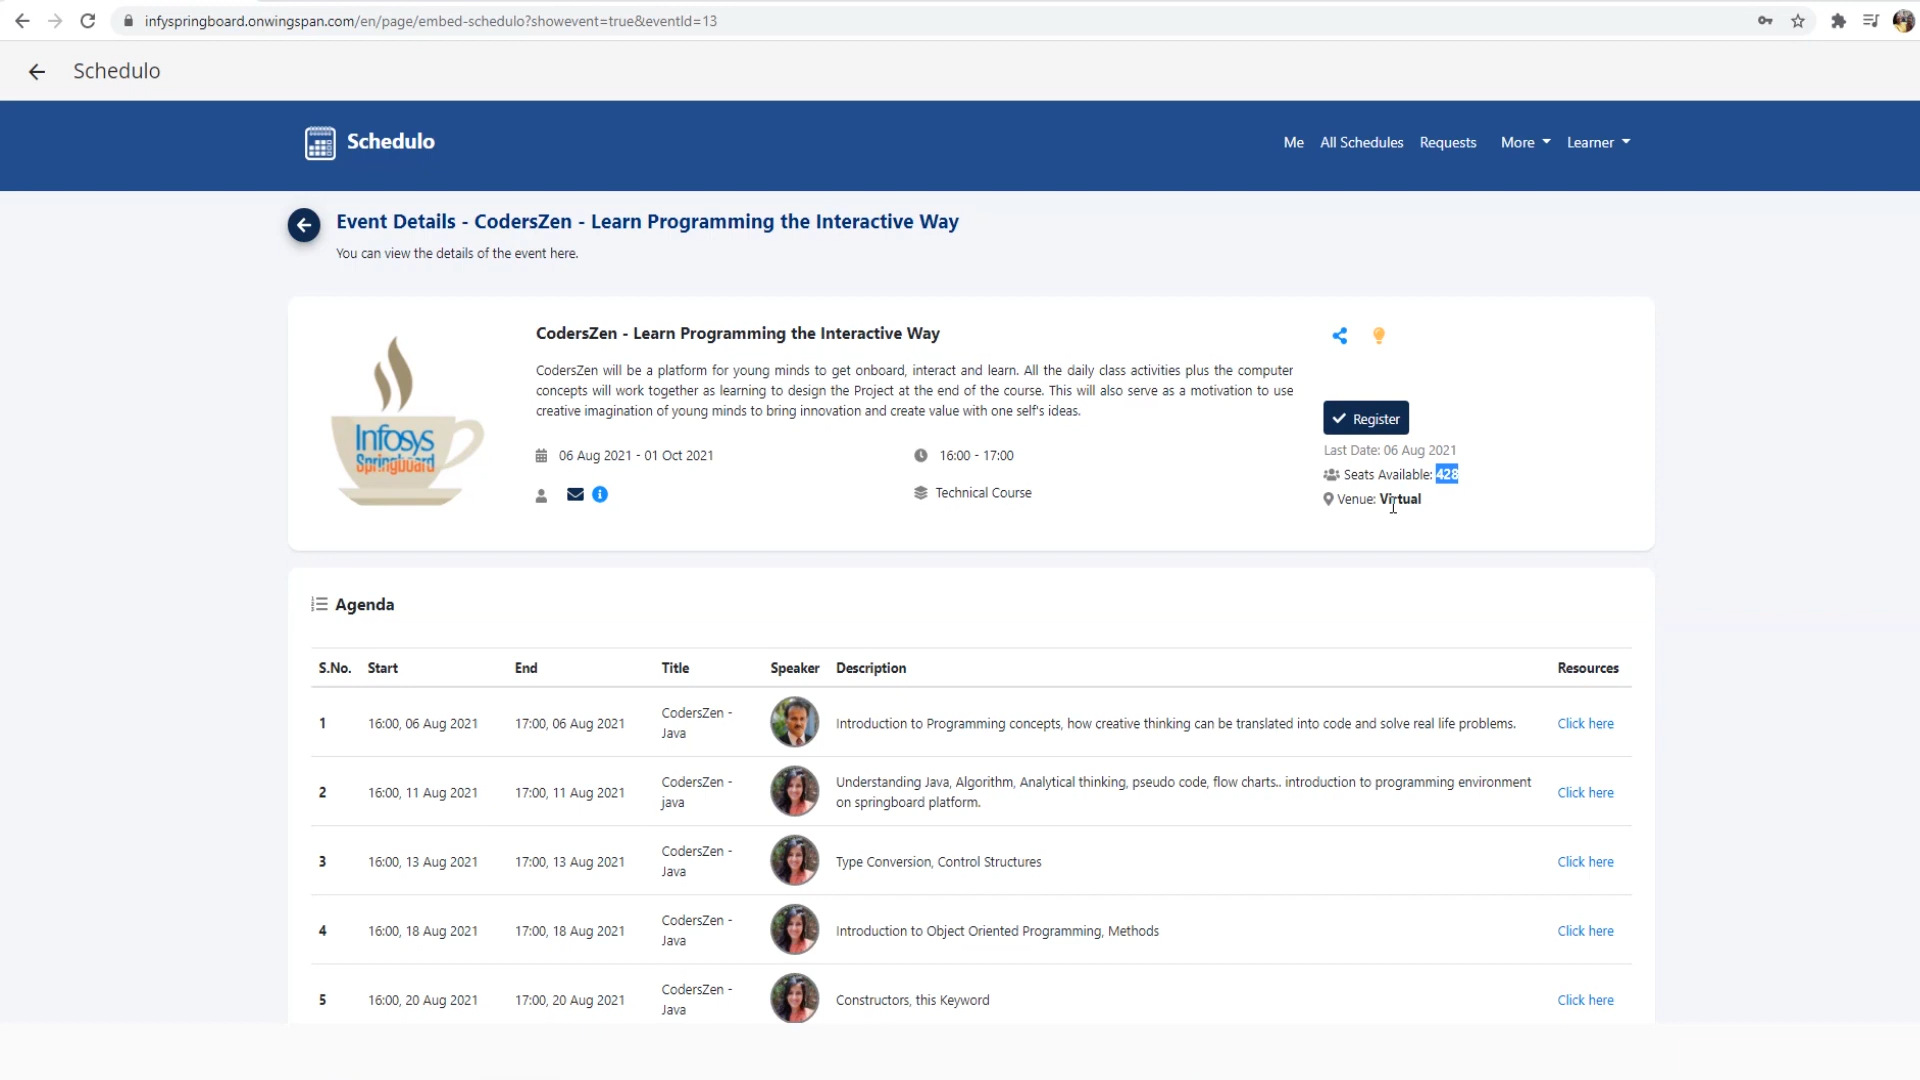 infyspringboard.onwingspan.com/en/page/embed-schedulo?showevent=true&eventId=13
Schedulo
Schedulo
Me All Schedules Requests More Learner
Event Details - CodersZen - Learn Programming the Interactive Way
You can view the details of the event here.
Infosys
Springboard
CodersZen - Learn Programming the Interactive Way
CodersZen will be a platform for young minds to get onboard, interact and learn. All the daily class activities plus the computer
concepts will work together as learning to design the Project at the end of the course. This will also serve as a motivation to use
creative imagination of young minds to bring innovation and create value with one self's ideas.
06 Aug 2021 - 01 Oct 2021
16:00 - 17:00
Technical Course
Register
Last Date: 06 Aug 2021
Seats Available: 428
Venue: Virtual
Agenda
S.No. Start End Title Speaker Description Resources
1 16:00, 06 Aug 2021 17:00, 06 Aug 2021 CodersZen - Introduction to Programming concepts, how creative thinking can be translated into code and solve real life problems. Click here
Java
2 16:00, 11 Aug 2021 17:00, 11 Aug 2021 CodersZen - Understanding Java, Algorithm, Analytical thinking, pseudo code, flow charts.. introduction to programming environment Click here
java on springboard platform.
3 16:00, 13 Aug 2021 17:00, 13 Aug 2021 CodersZen - Type Conversion, Control Structures Click here
Java
4 16:00, 18 Aug 2021 17:00, 18 Aug 2021 CodersZen - Introduction to Object Oriented Programming, Methods Click here
Java
5 16:00, 20 Aug 2021 17:00, 20 Aug 2021 CodersZen - Constructors, this Keyword Click here
Java